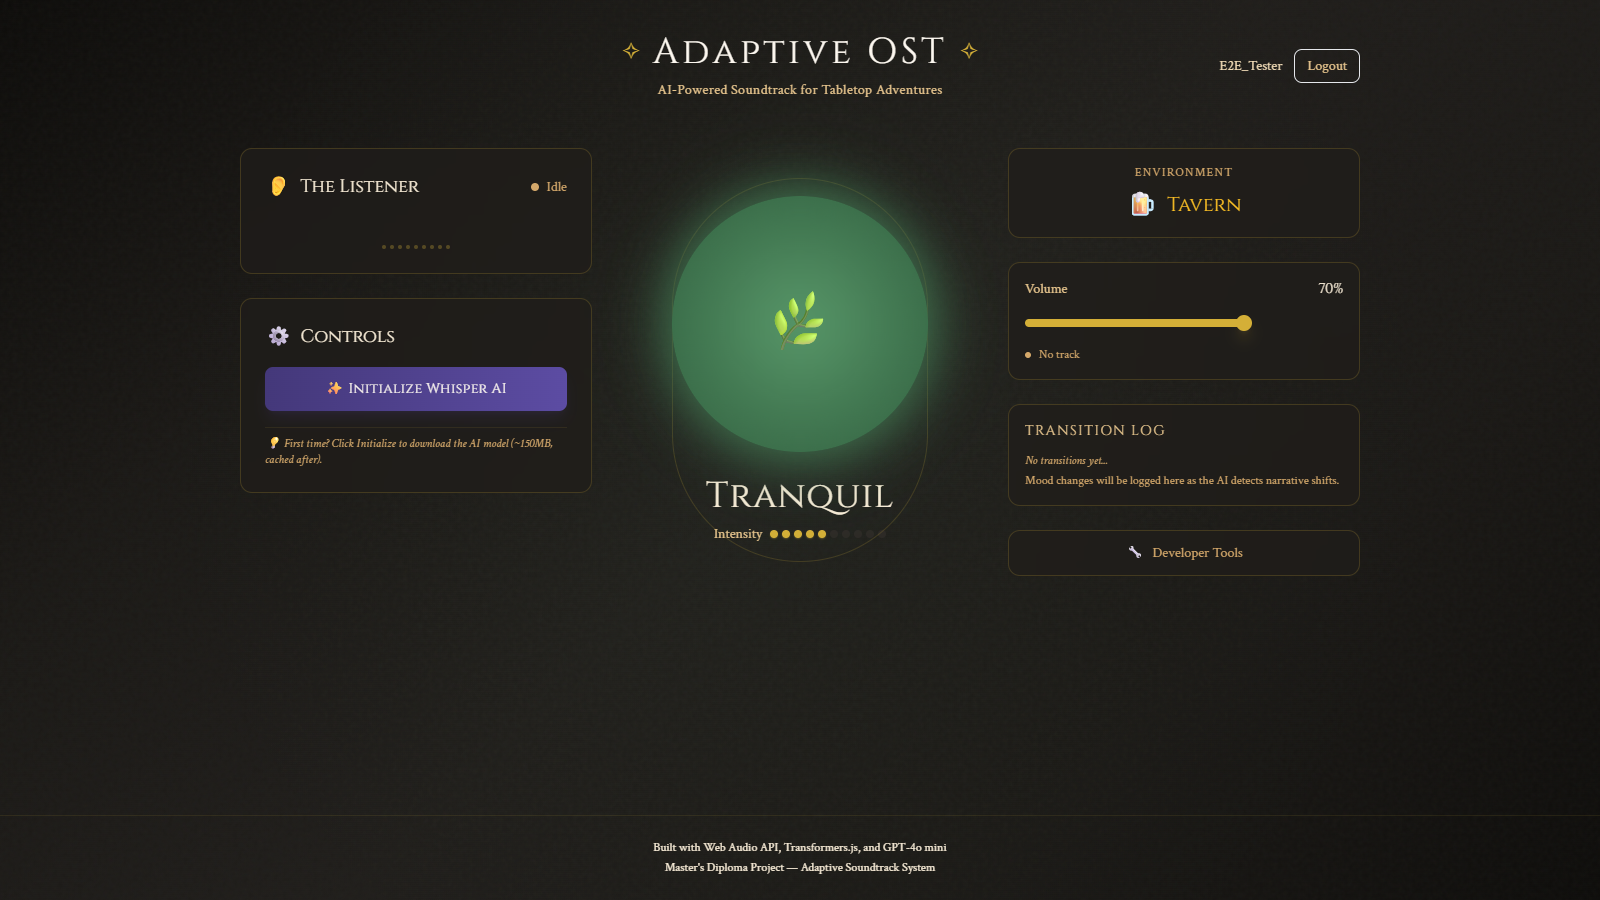 Adaptive OST
AI-Powered Soundtrack for Tabletop Adventures
E2E_Tester
Logout
The Listener
Idle
Controls
Initialize Whisper AI
First time? Click Initialize to download the AI model (~150MB,
cached after).
Tranquil
Intensity
ENVIRONMENT
Tavern
Volume
70%
No track
TRANSITION LOG
No transitions yet...
Mood changes will be logged here as the AI detects narrative shifts.
Developer Tools
Built with Web Audio API, Transformers.js, and GPT-4o mini
Master's Diploma Project — Adaptive Soundtrack System